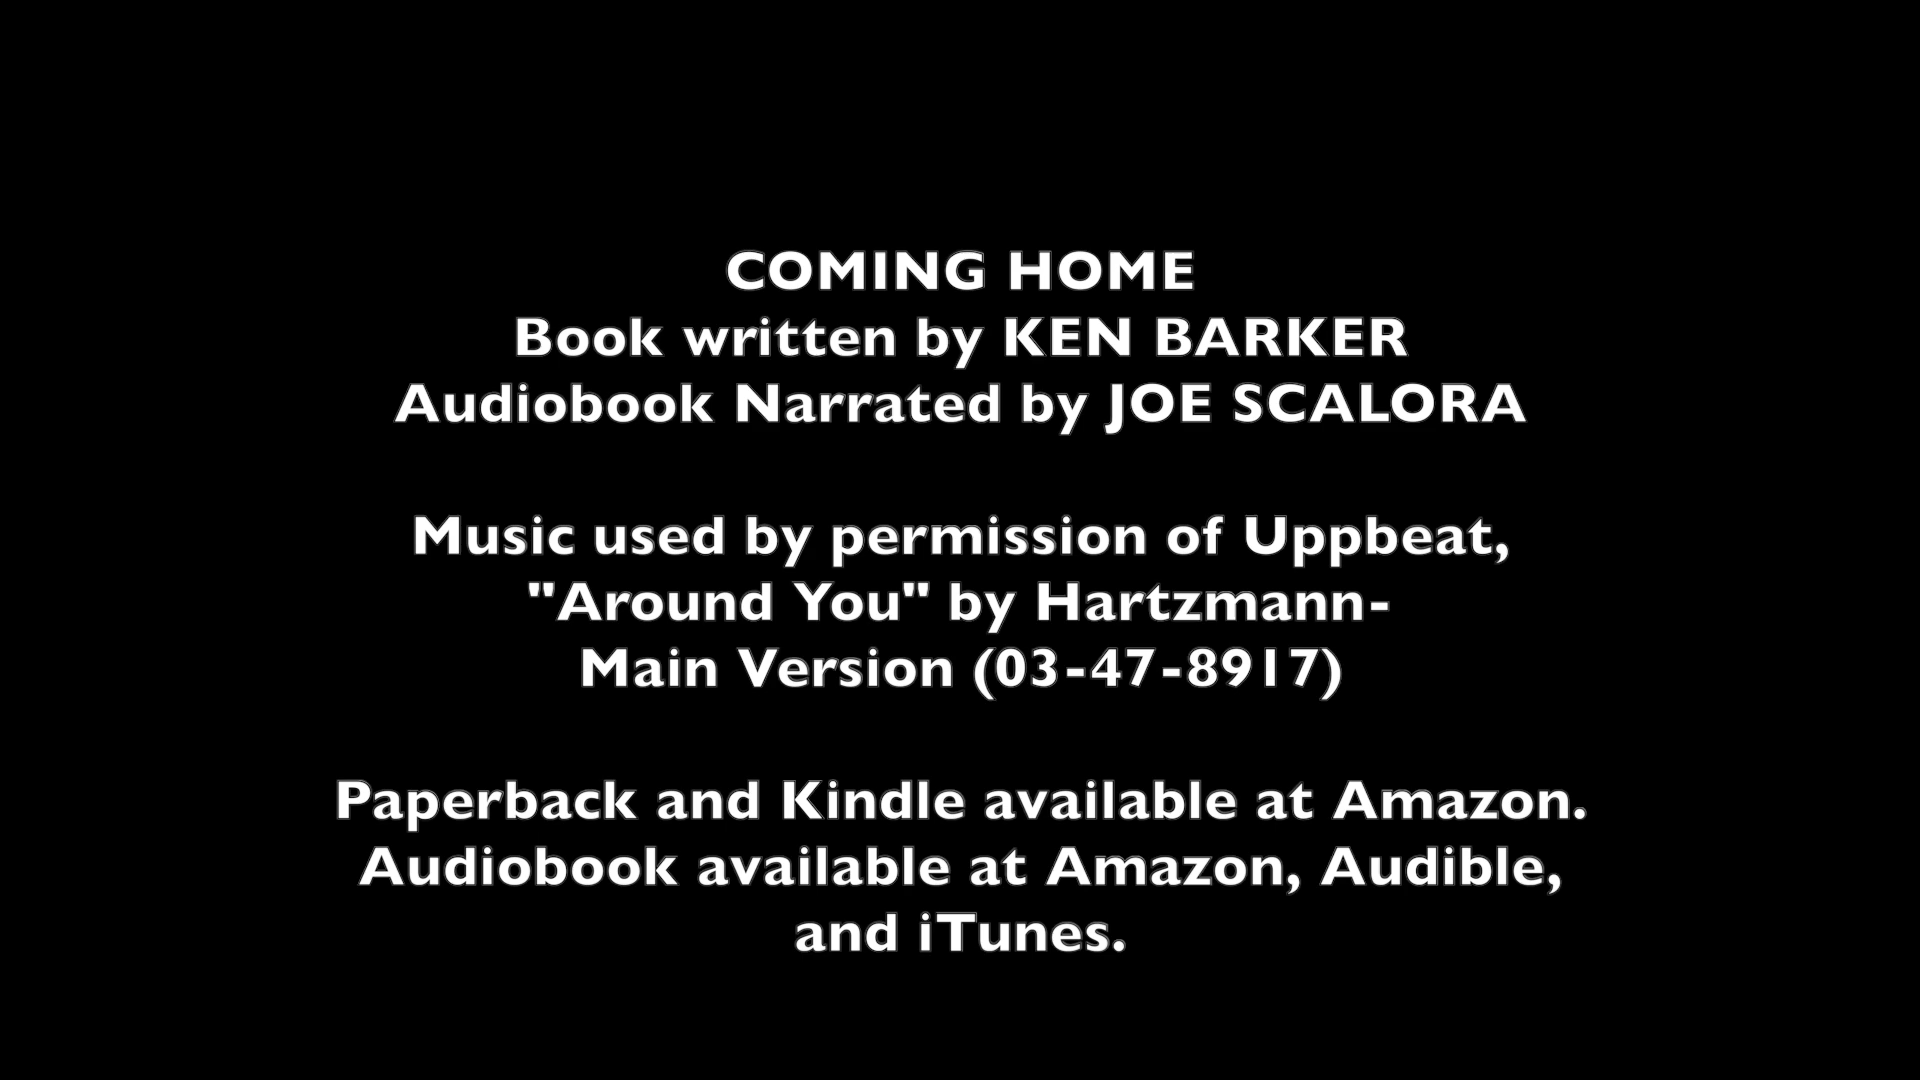 COMING HOME
Book written by KEN BARKER
Audiobook Narrated by JOE SCALORA
Music used by permission of Uppbeat,
"Around You" by Hartzmann-
Main Version (03-47-8917)
Paperback and Kindle available at Amazon.
Audiobook available at Amazon, Audible,
and iTunes.